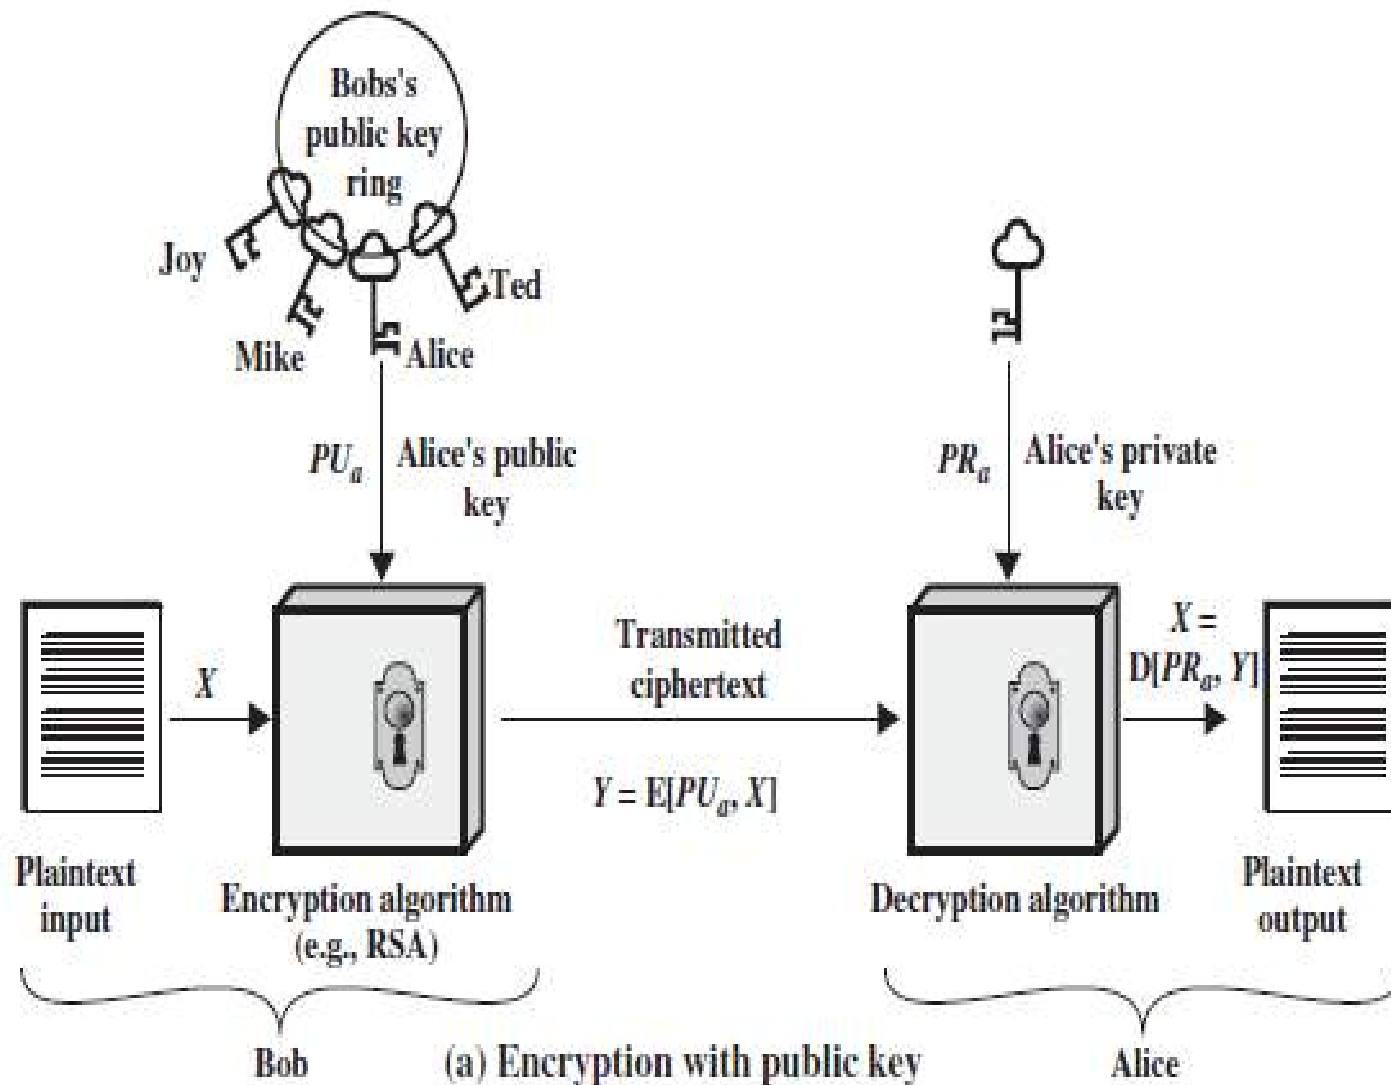 Bobs's
public key
ring
Joy
Ted
Mike
Alice
PUa
Alice's public
key
PRa
Alice's private
key
X
Transmitted
ciphertext
X =
D[PRa, Y]
Y = E[PUa, X]
Plaintext
input
Encryption algorithm
(e.g., RSA)
Decryption algorithm
Plaintext
output
Bob
(a) Encryption with public key
Alice